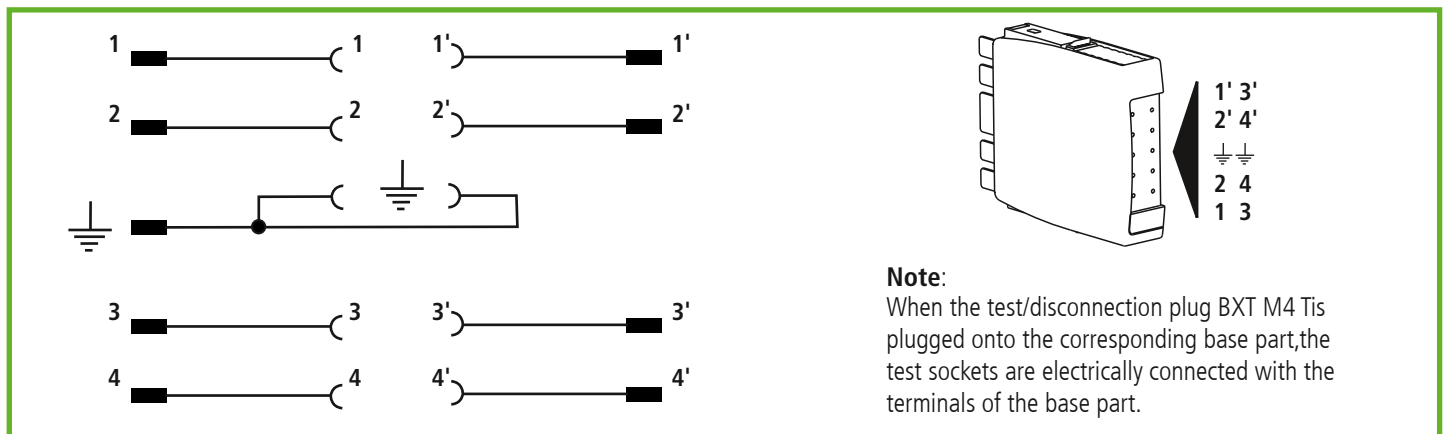 1 1 1' 1'
2 2 2' 2'
3 3 3' 3'
4 4 4' 4'
1' 3'
2' 4'
2 4
1 3
Note:
When the test/disconnection plug BXT M4 Tis
plugged onto the corresponding base part,the
test sockets are electrically connected with the
terminals of the base part.